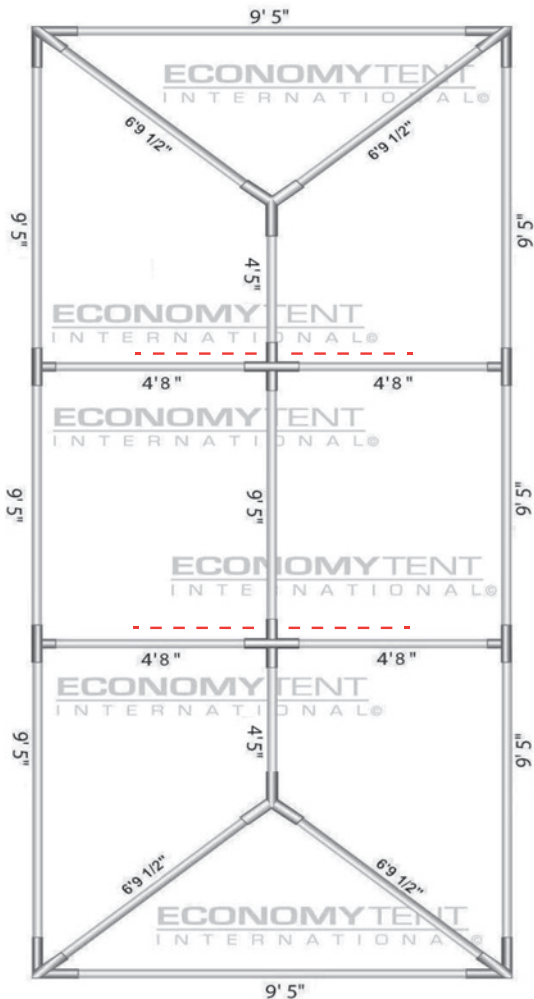 9' 5"
ECONOMYTENT
INTERNATIONAL©
6'9 1/2"
6'9 1/2"
9' 5"
9' 5"
4'5"
ECONOMYTENT
INTERNATIONAL©
4'8"
4'8"
ECONOMYTENT
INTERNATIONAL©
9' 5"
9' 5"
9' 5"
ECONOMYTENT
INTERNATIONAL©
4'8"
4'8"
ECONOMYTENT
INTERNATIONAL©
9' 5"
4'5"
9' 5"
6'9 1/2"
6'9 1/2"
ECONOMYTENT
INTERNATIONAL©
9' 5"